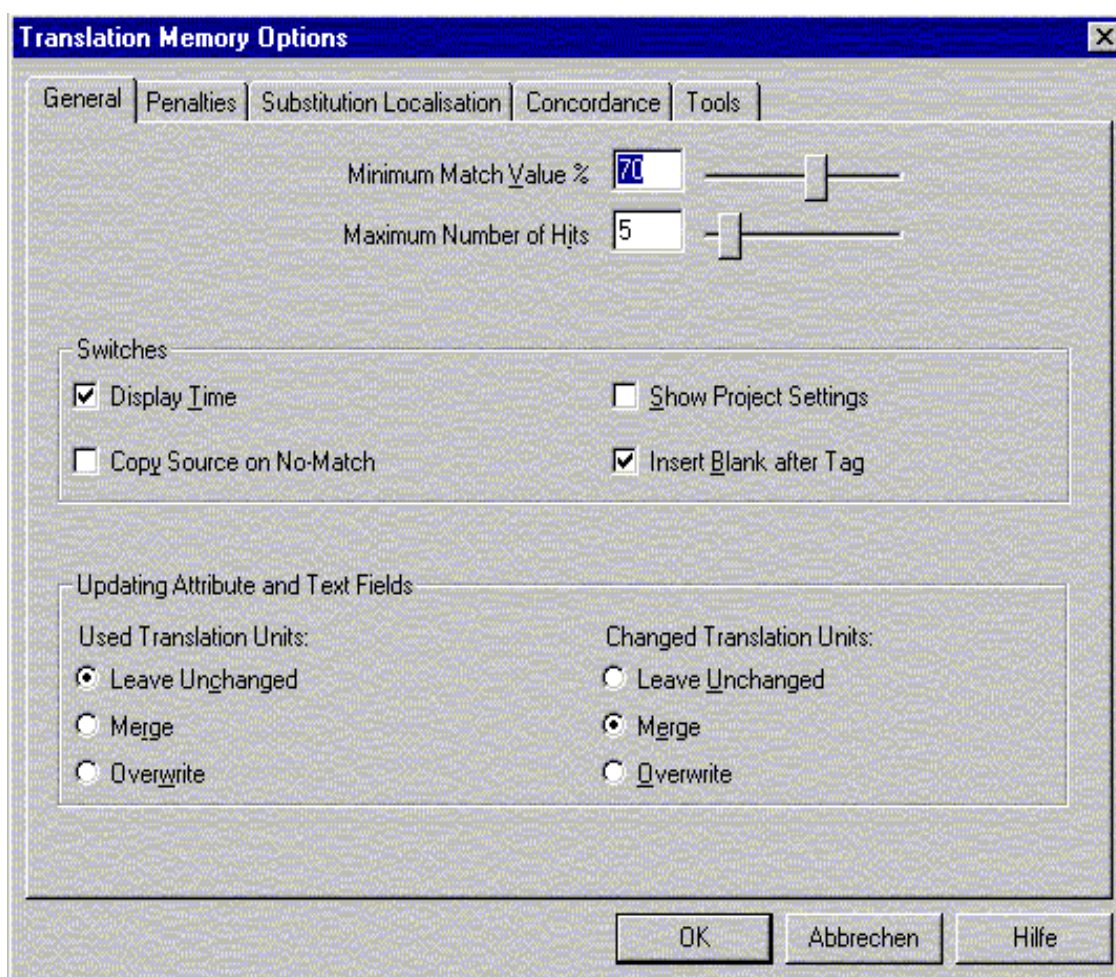 Translation Memory Options
General Penalties Substitution Localisation Concordance Tools
Minimum Match Value % 70
Maximum Number of Hits 5
Switches
Display Time Show Project Settings
Copy Source on No-Match Insert Blank after Tag
Updating Attribute and Text Fields
Used Translation Units: Changed Translation Units:
Leave Unchanged Leave Unchanged
Merge Merge
Overwrite Overwrite
OK Abbrechen Hilfe